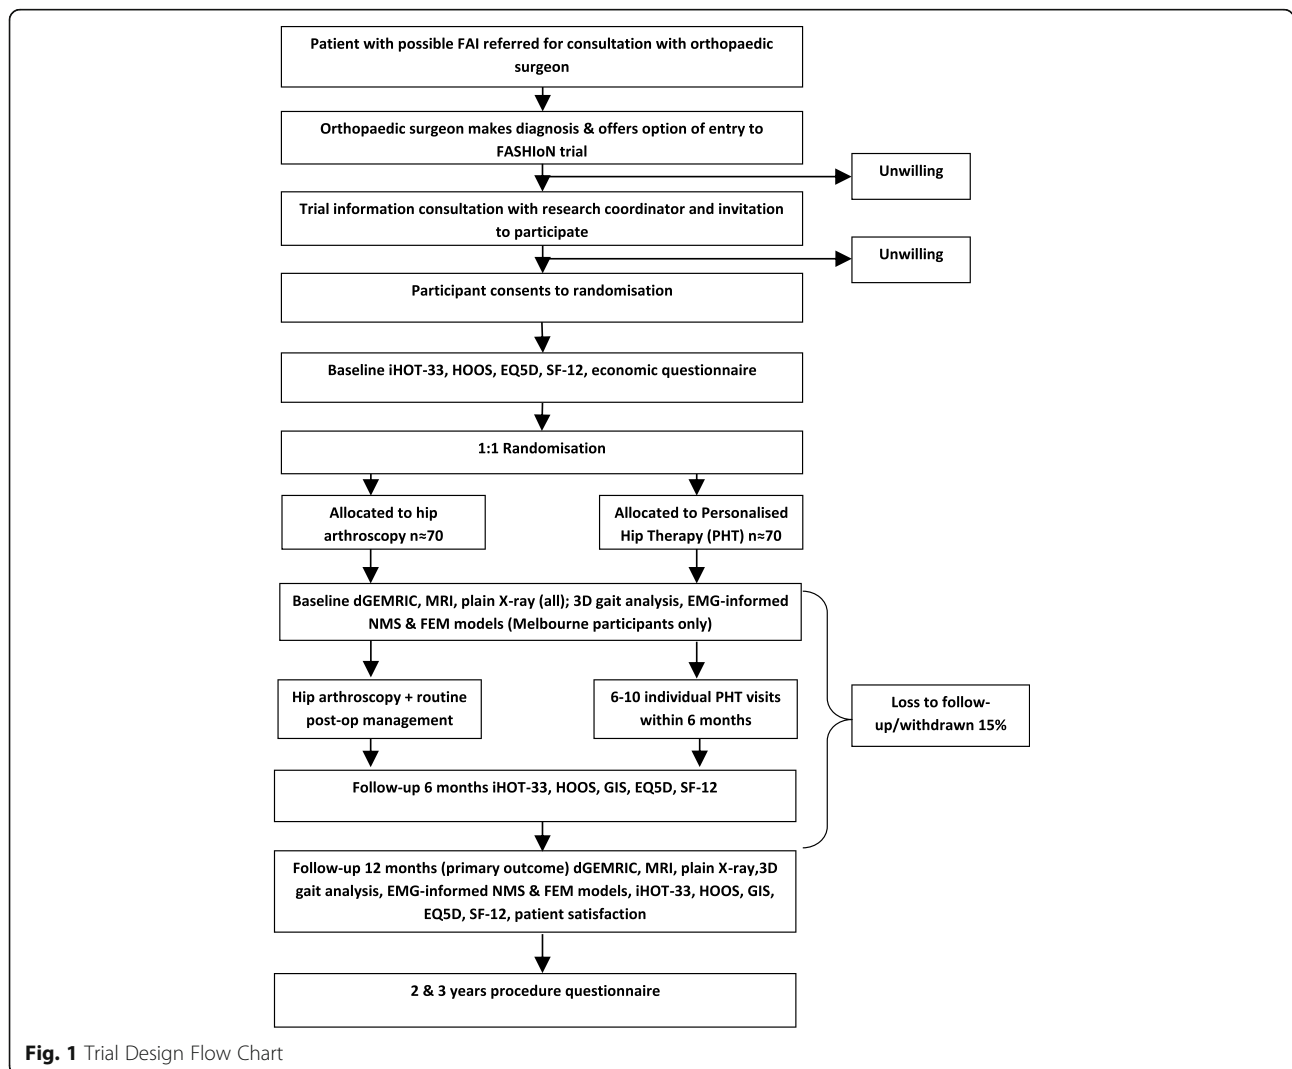 Patient with possible FAI referred for consultation with orthopaedic
surgeon
Orthopaedic surgeon makes diagnosis & offers option of entry to
FASHIoN trial
Unwilling
Trial information consultation with research coordinator and invitation
to participate
Unwilling
Participant consents to randomisation
Baseline iHOT-33, HOOS, EQ5D, SF-12, economic questionnaire
1:1 Randomisation
Allocated to hip
arthroscopy n≈70
Allocated to Personalised
Hip Therapy (PHT) n≈70
Baseline dGEMRIC, MRI, plain X-ray (all); 3D gait analysis, EMG-informed
NMS & FEM models (Melbourne participants only)
Hip arthroscopy + routine
post-op management
6-10 individual PHT visits
within 6 months
Loss to follow-
up/withdrawn 15%
Follow-up 6 months iHOT-33, HOOS, GIS, EQ5D, SF-12
Follow-up 12 months (primary outcome) dGEMRIC, MRI, plain X-ray,3D
gait analysis, EMG-informed NMS & FEM models, iHOT-33, HOOS, GIS,
EQ5D, SF-12, patient satisfaction
2 & 3 years procedure questionnaire
Fig. 1 Trial Design Flow Chart